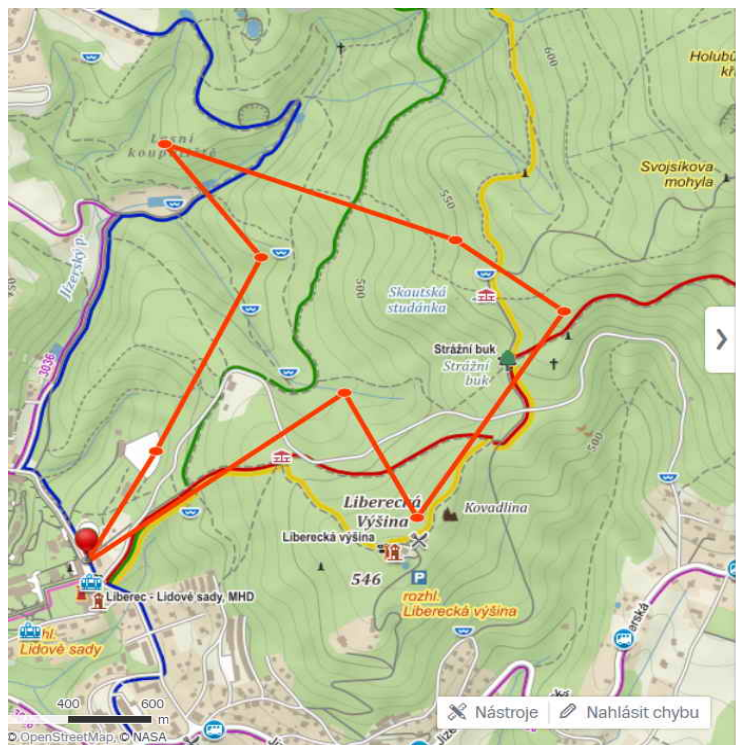 600
Holubů
kř
Lesní
koupaliště
Svojsíkova
mohyla
550
Jizerský p.
500
Skautská
studánka
3036
Strážní buk
Strážní
buk
500
Liberecká
Výšina
Kovadlina
Liberecká výšina
546
P
rozhl.
Liberecká výšina
Liberec - Lidové sady, MHD
hl.
Lidové sady
arská
400 600
m
Nástroje
Nahlásit chybu
© OpenStreetMap, © NASA